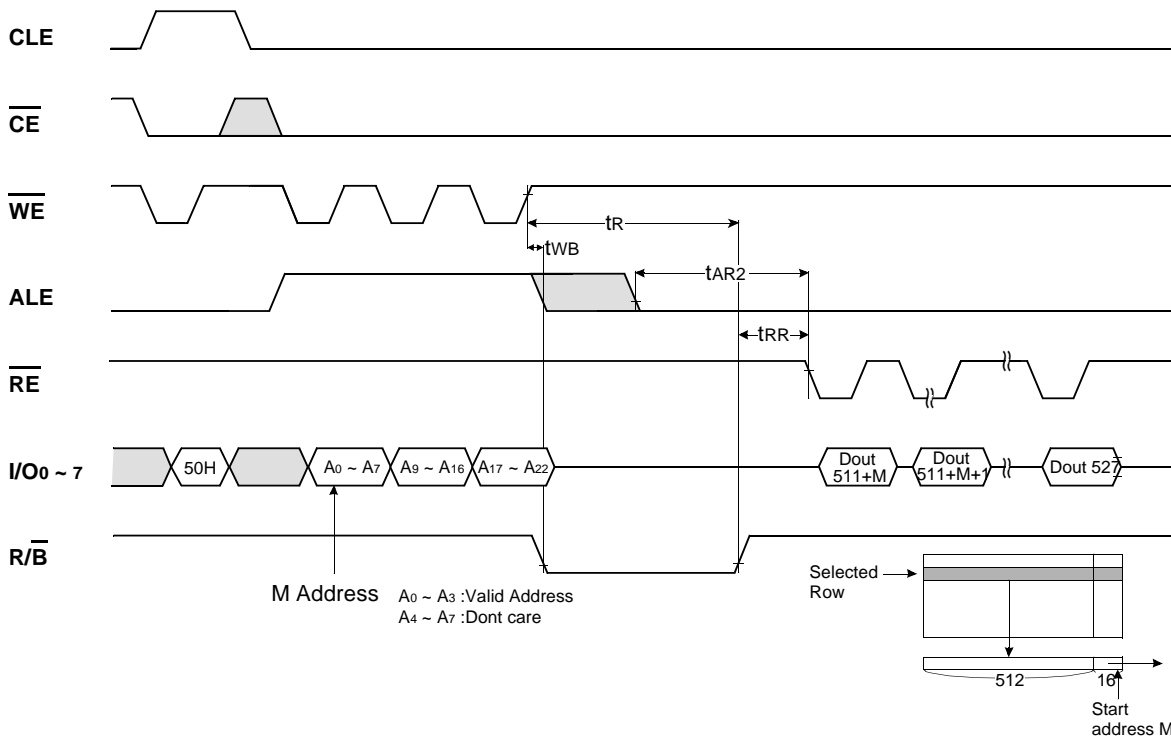 CLE
CE
WE
tR
tWB
ALE
tAR2
tRR
RE
I/O0 ~ 7
50H
A0 ~ A7
A9 ~ A16
A17 ~ A22
Dout
511+M
Dout
511+M+1
Dout 527
R/B
M Address
A0 ~ A3 :Valid Address
A4 ~ A7 :Dont care
Selected
Row
512
16
Start
address M